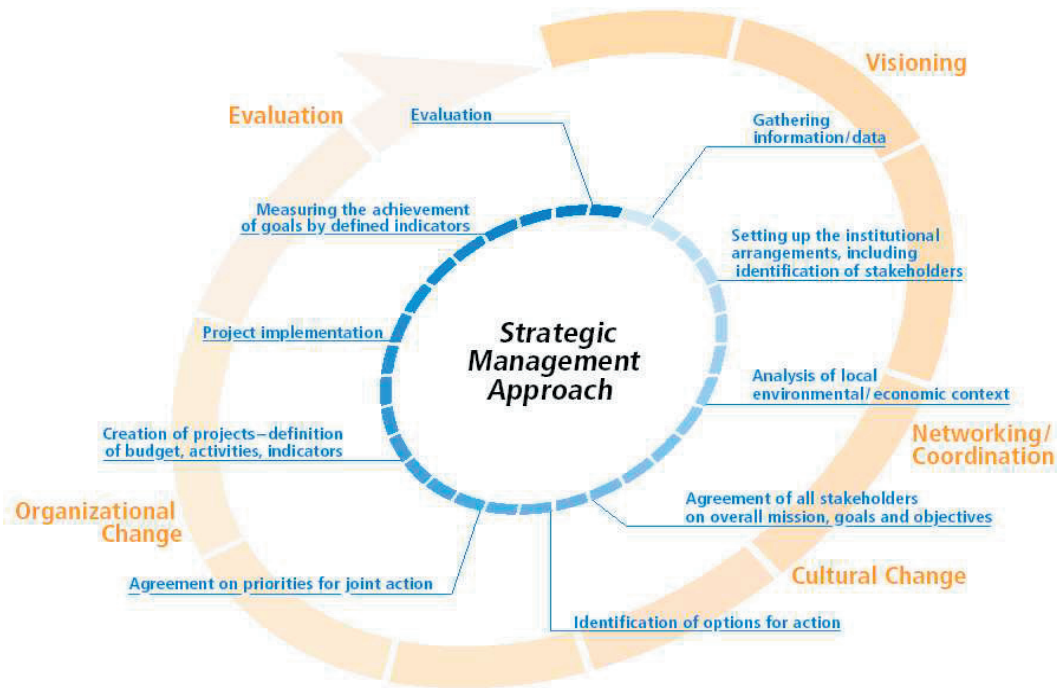 Visioning
Evaluation
Evaluation
Gathering
information/data
Measuring the achievement
of goals by defined indicators
Setting up the institutional
arrangements, including
identification of stakeholders
Project implementation
Strategic
Management
Approach
Analysis of local
environmental/economic context
Creation of projects–definition
of budget, activities, indicators
Networking/
Coordination
Organizational
Change
Agreement of all stakeholders
on overall mission, goals and objectives
Agreement on priorities for joint action
Cultural Change
Identification of options for action